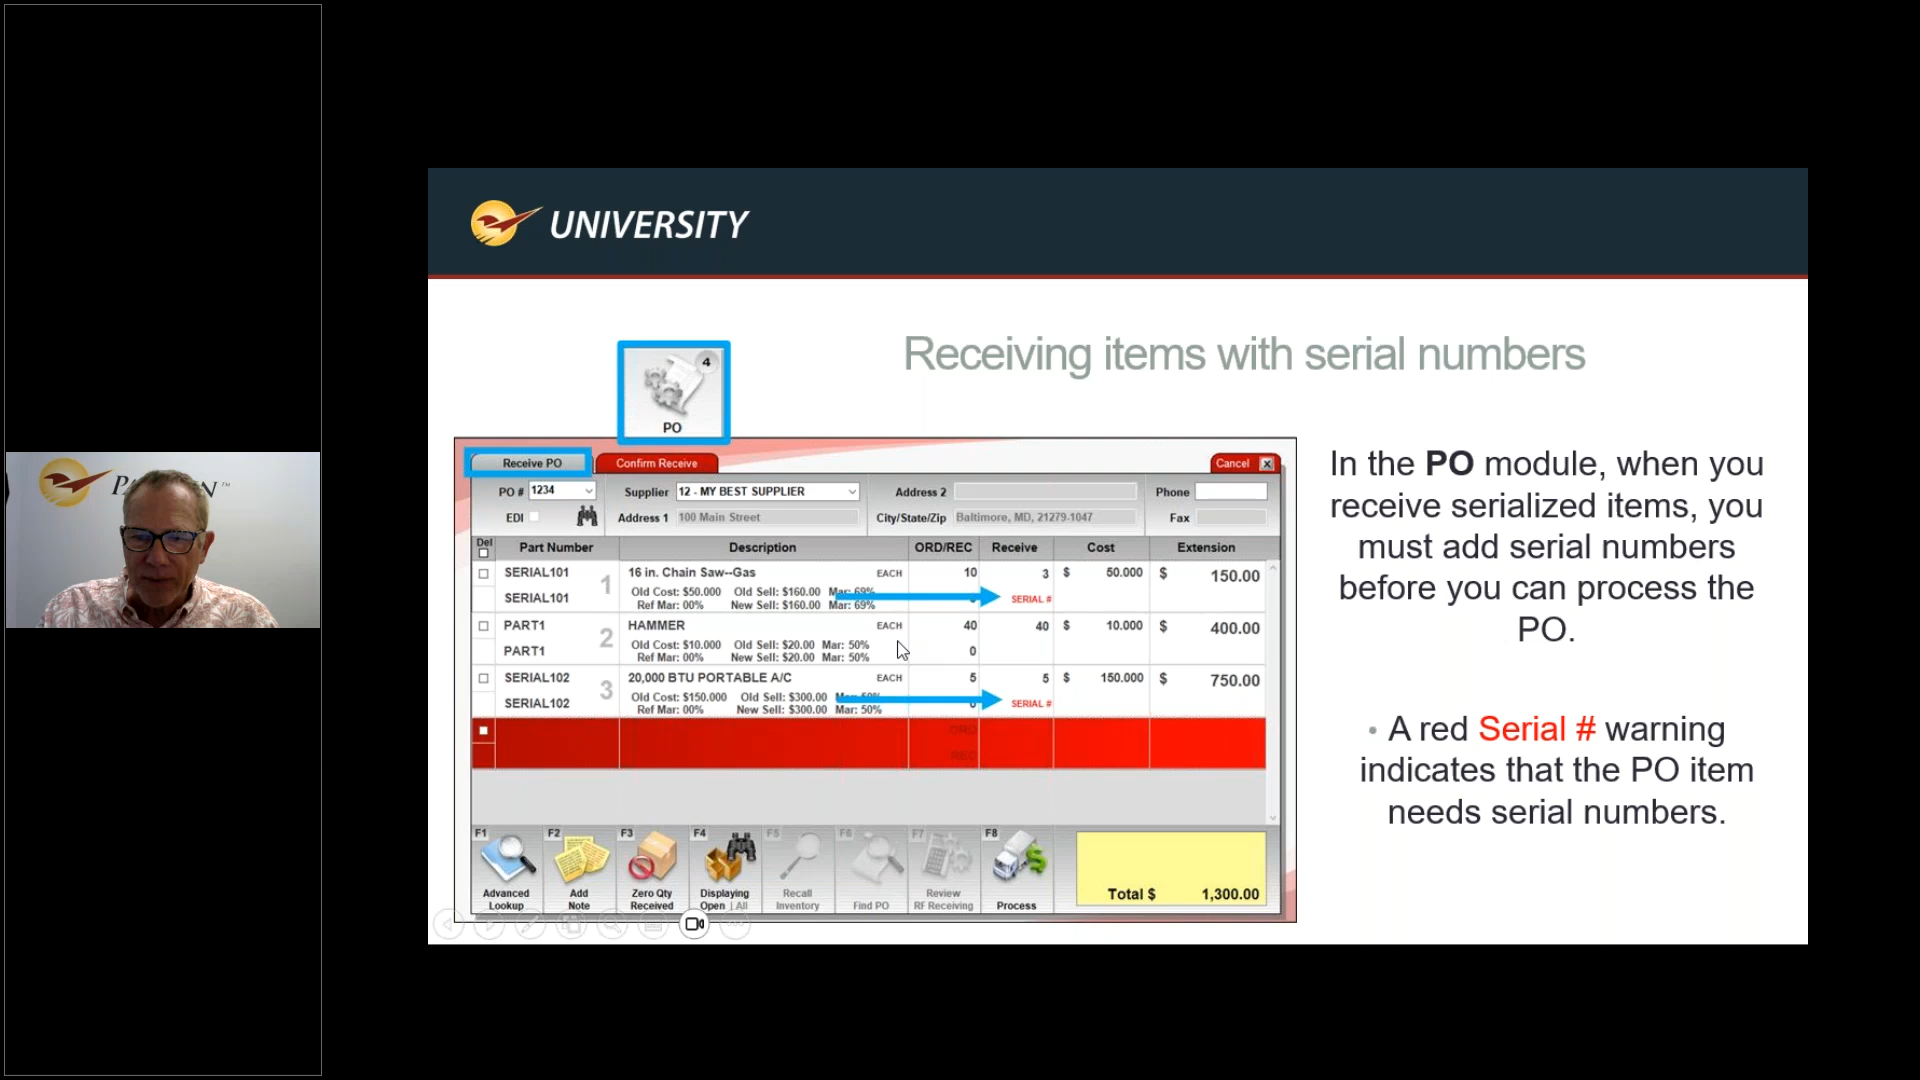 UNIVERSITY
Receiving items with serial numbers
4
PO
Receive PO
Confirm Receive
Cancel x
PO # 1234
Supplier 12 - MY BEST SUPPLIER
Address 2
Phone
EDI
Address 1 100 Main Street
City/State/Zip Baltimore, MD, 21279-1047
Fax
Del Part Number Description ORD/REC Receive Cost Extension
SERIAL101 1 16 in. Chain Saw--Gas EACH 10 3 $ 50.000 $ 150.00
SERIAL101 Old Cost: $50.000 Old Sell: $160.00 Mar: 69% SERIAL #
Ref Mar: 00% New Sell: $160.00 Mar: 69%
PART1 2 HAMMER EACH 40 40 $ 10.000 $ 400.00
PART1 Old Cost: $10.000 Old Sell: $20.00 Mar: 50% 0
Ref Mar: 00% New Sell: $20.00 Mar: 50%
SERIAL102 3 20,000 BTU PORTABLE A/C EACH 5 5 $ 150.000 $ 750.00
SERIAL102 Old Cost: $150.000 Old Sell: $300.00 Mar: 50% 0 SERIAL #
Ref Mar: 00% New Sell: $300.00 Mar: 50%
ORD
REC
F1 Advanced Lookup
F2 Add Note
F3 Zero Qty Received
F4 Displaying Open | All
F5 Recall Inventory
F6 Find PO
F7 Review RF Receiving
F8 Process
Total $ 1,300.00
In the PO module, when you
receive serialized items, you
must add serial numbers
before you can process the
PO.
• A red Serial # warning
indicates that the PO item
needs serial numbers.